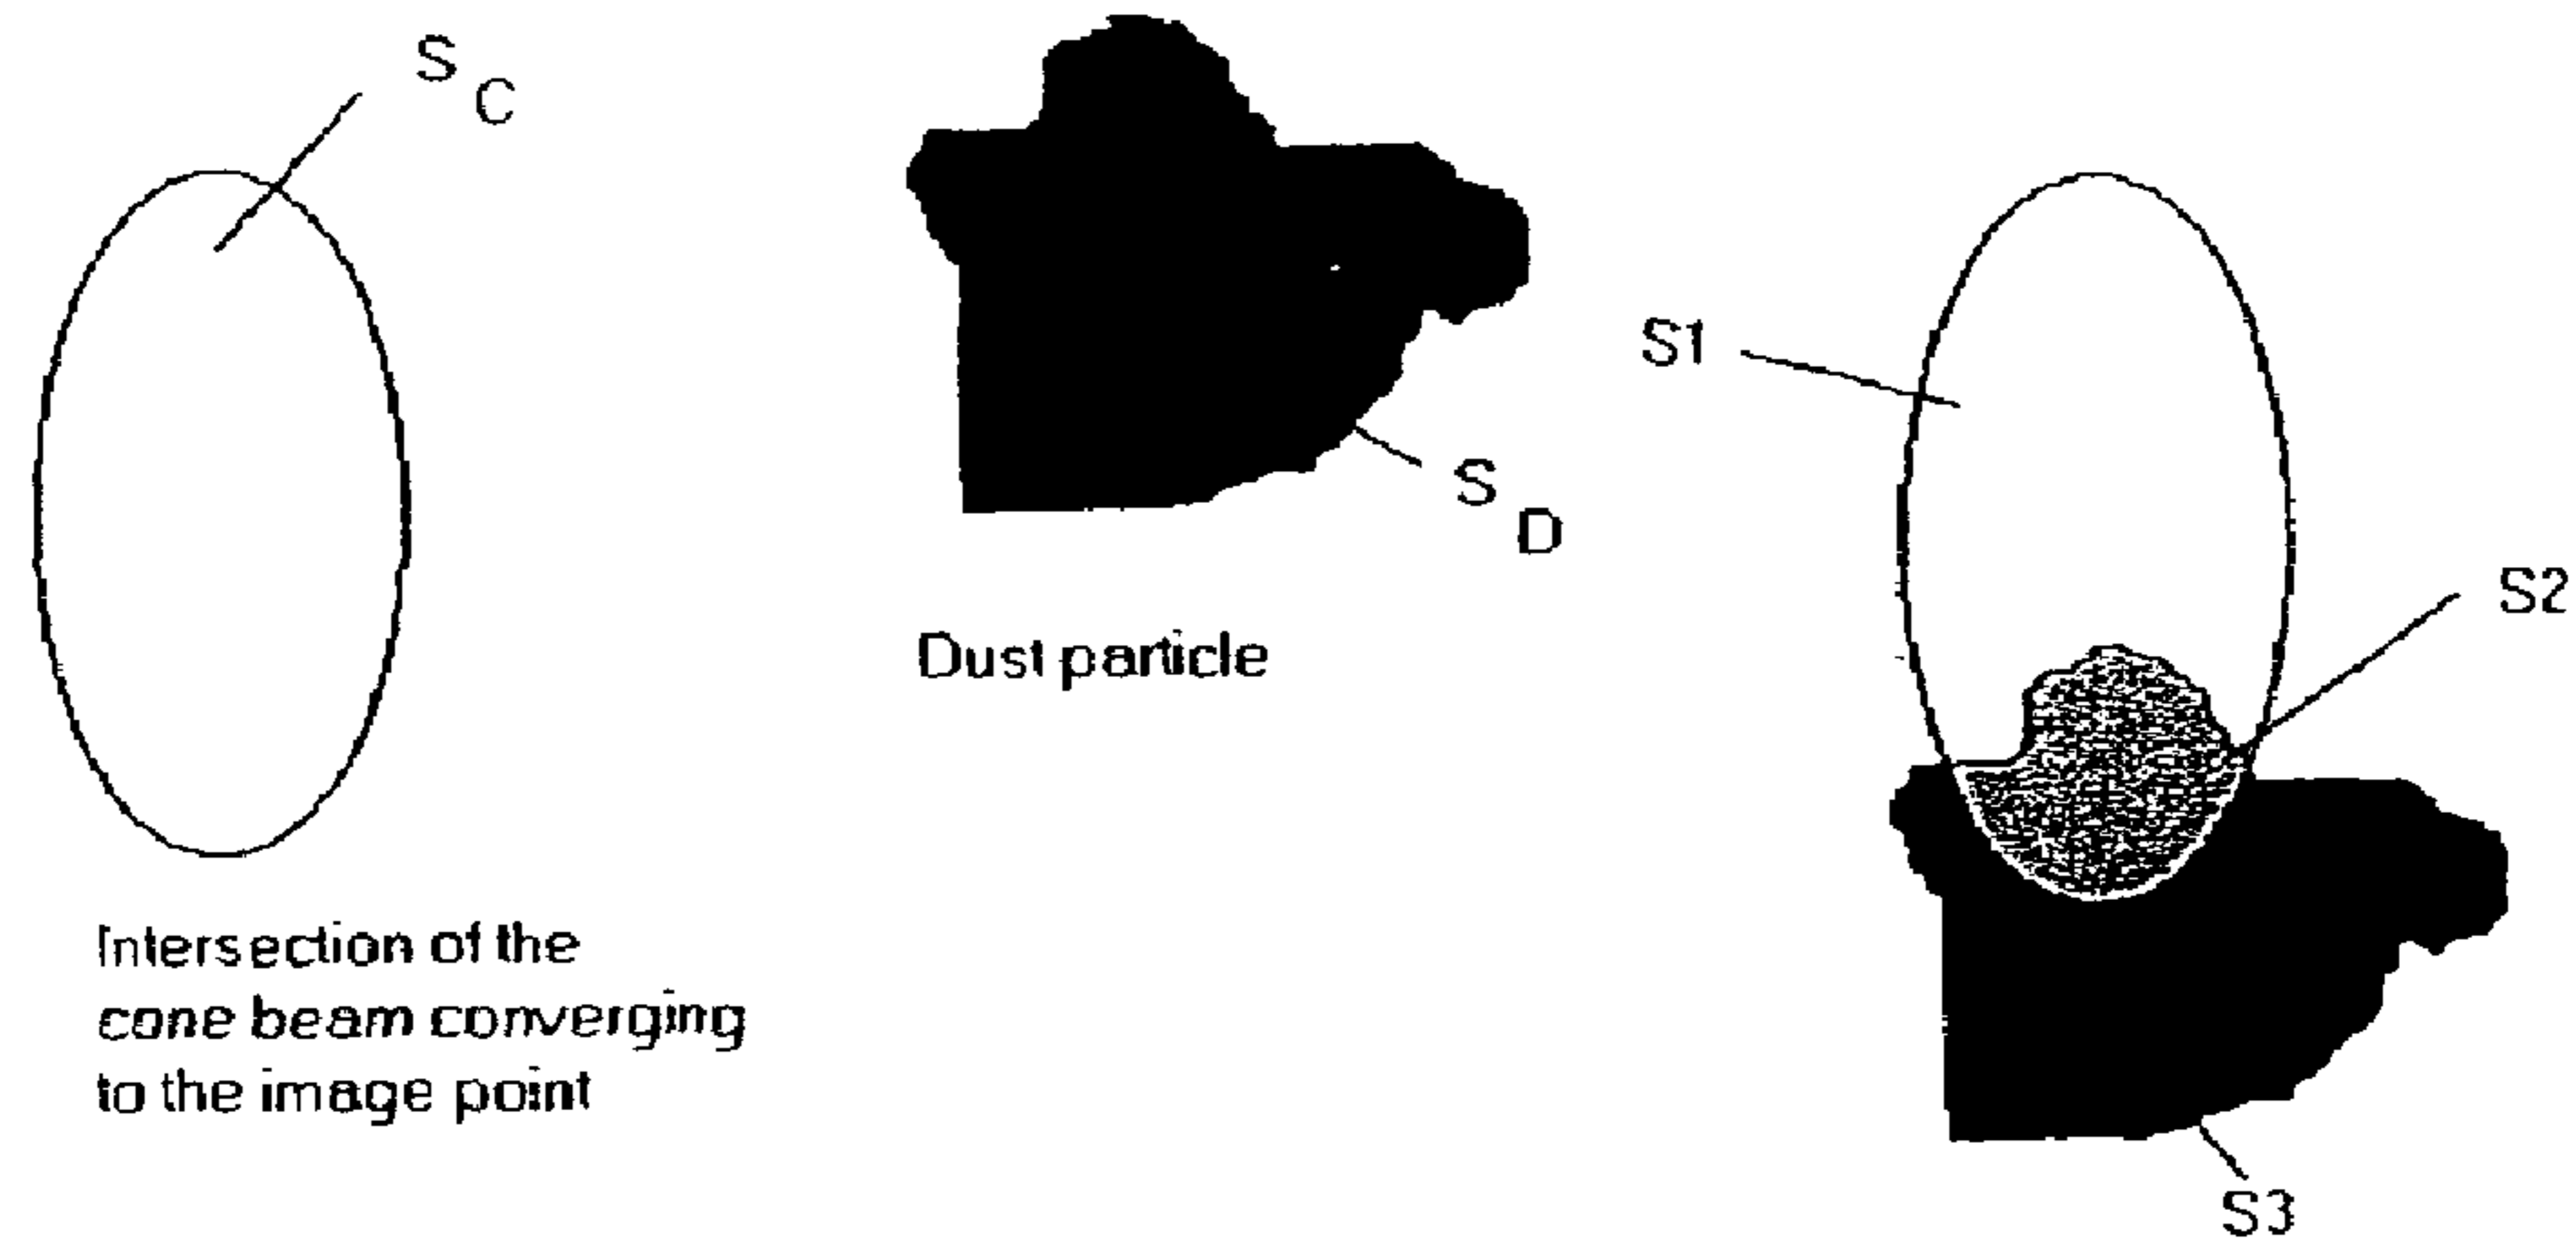 S C
Intersection of the
cone beam converging
to the image point
S D
Dust particle
S1
S2
S3